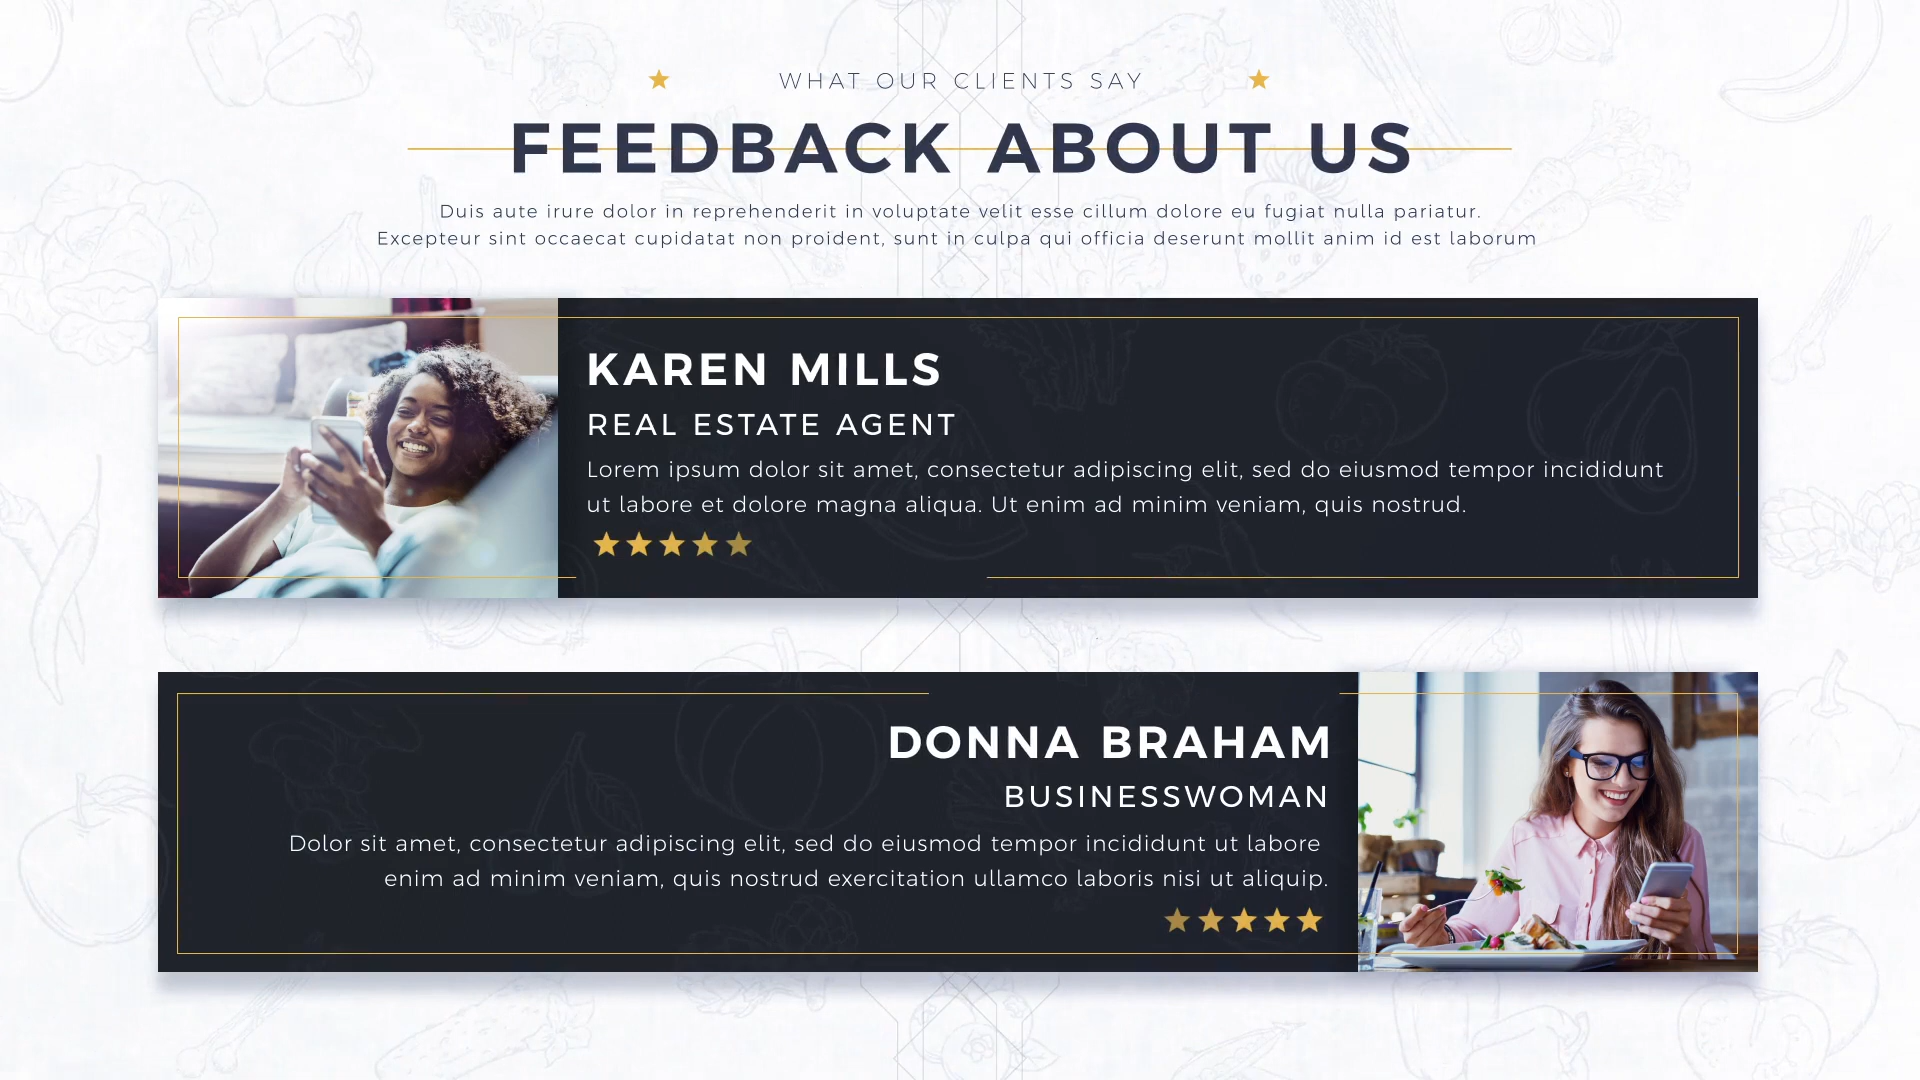 WHAT OUR CLIENTS SAY
FEEDBACK ABOUT US
Duis aute irure dolor in reprehenderit in voluptate velit esse cillum dolore eu fugiat nulla pariatur.
Excepteur sint occaecat cupidatat non proident, sunt in culpa qui officia deserunt mollit anim id est laborum
KAREN MILLS
REAL ESTATE AGENT
Lorem ipsum dolor sit amet, consectetur adipiscing elit, sed do eiusmod tempor incididunt
ut labore et dolore magna aliqua. Ut enim ad minim veniam, quis nostrud.
DONNA BRAHAM
BUSINESSWOMAN
Dolor sit amet, consectetur adipiscing elit, sed do eiusmod tempor incididunt ut labore
enim ad minim veniam, quis nostrud exercitation ullamco laboris nisi ut aliquip.